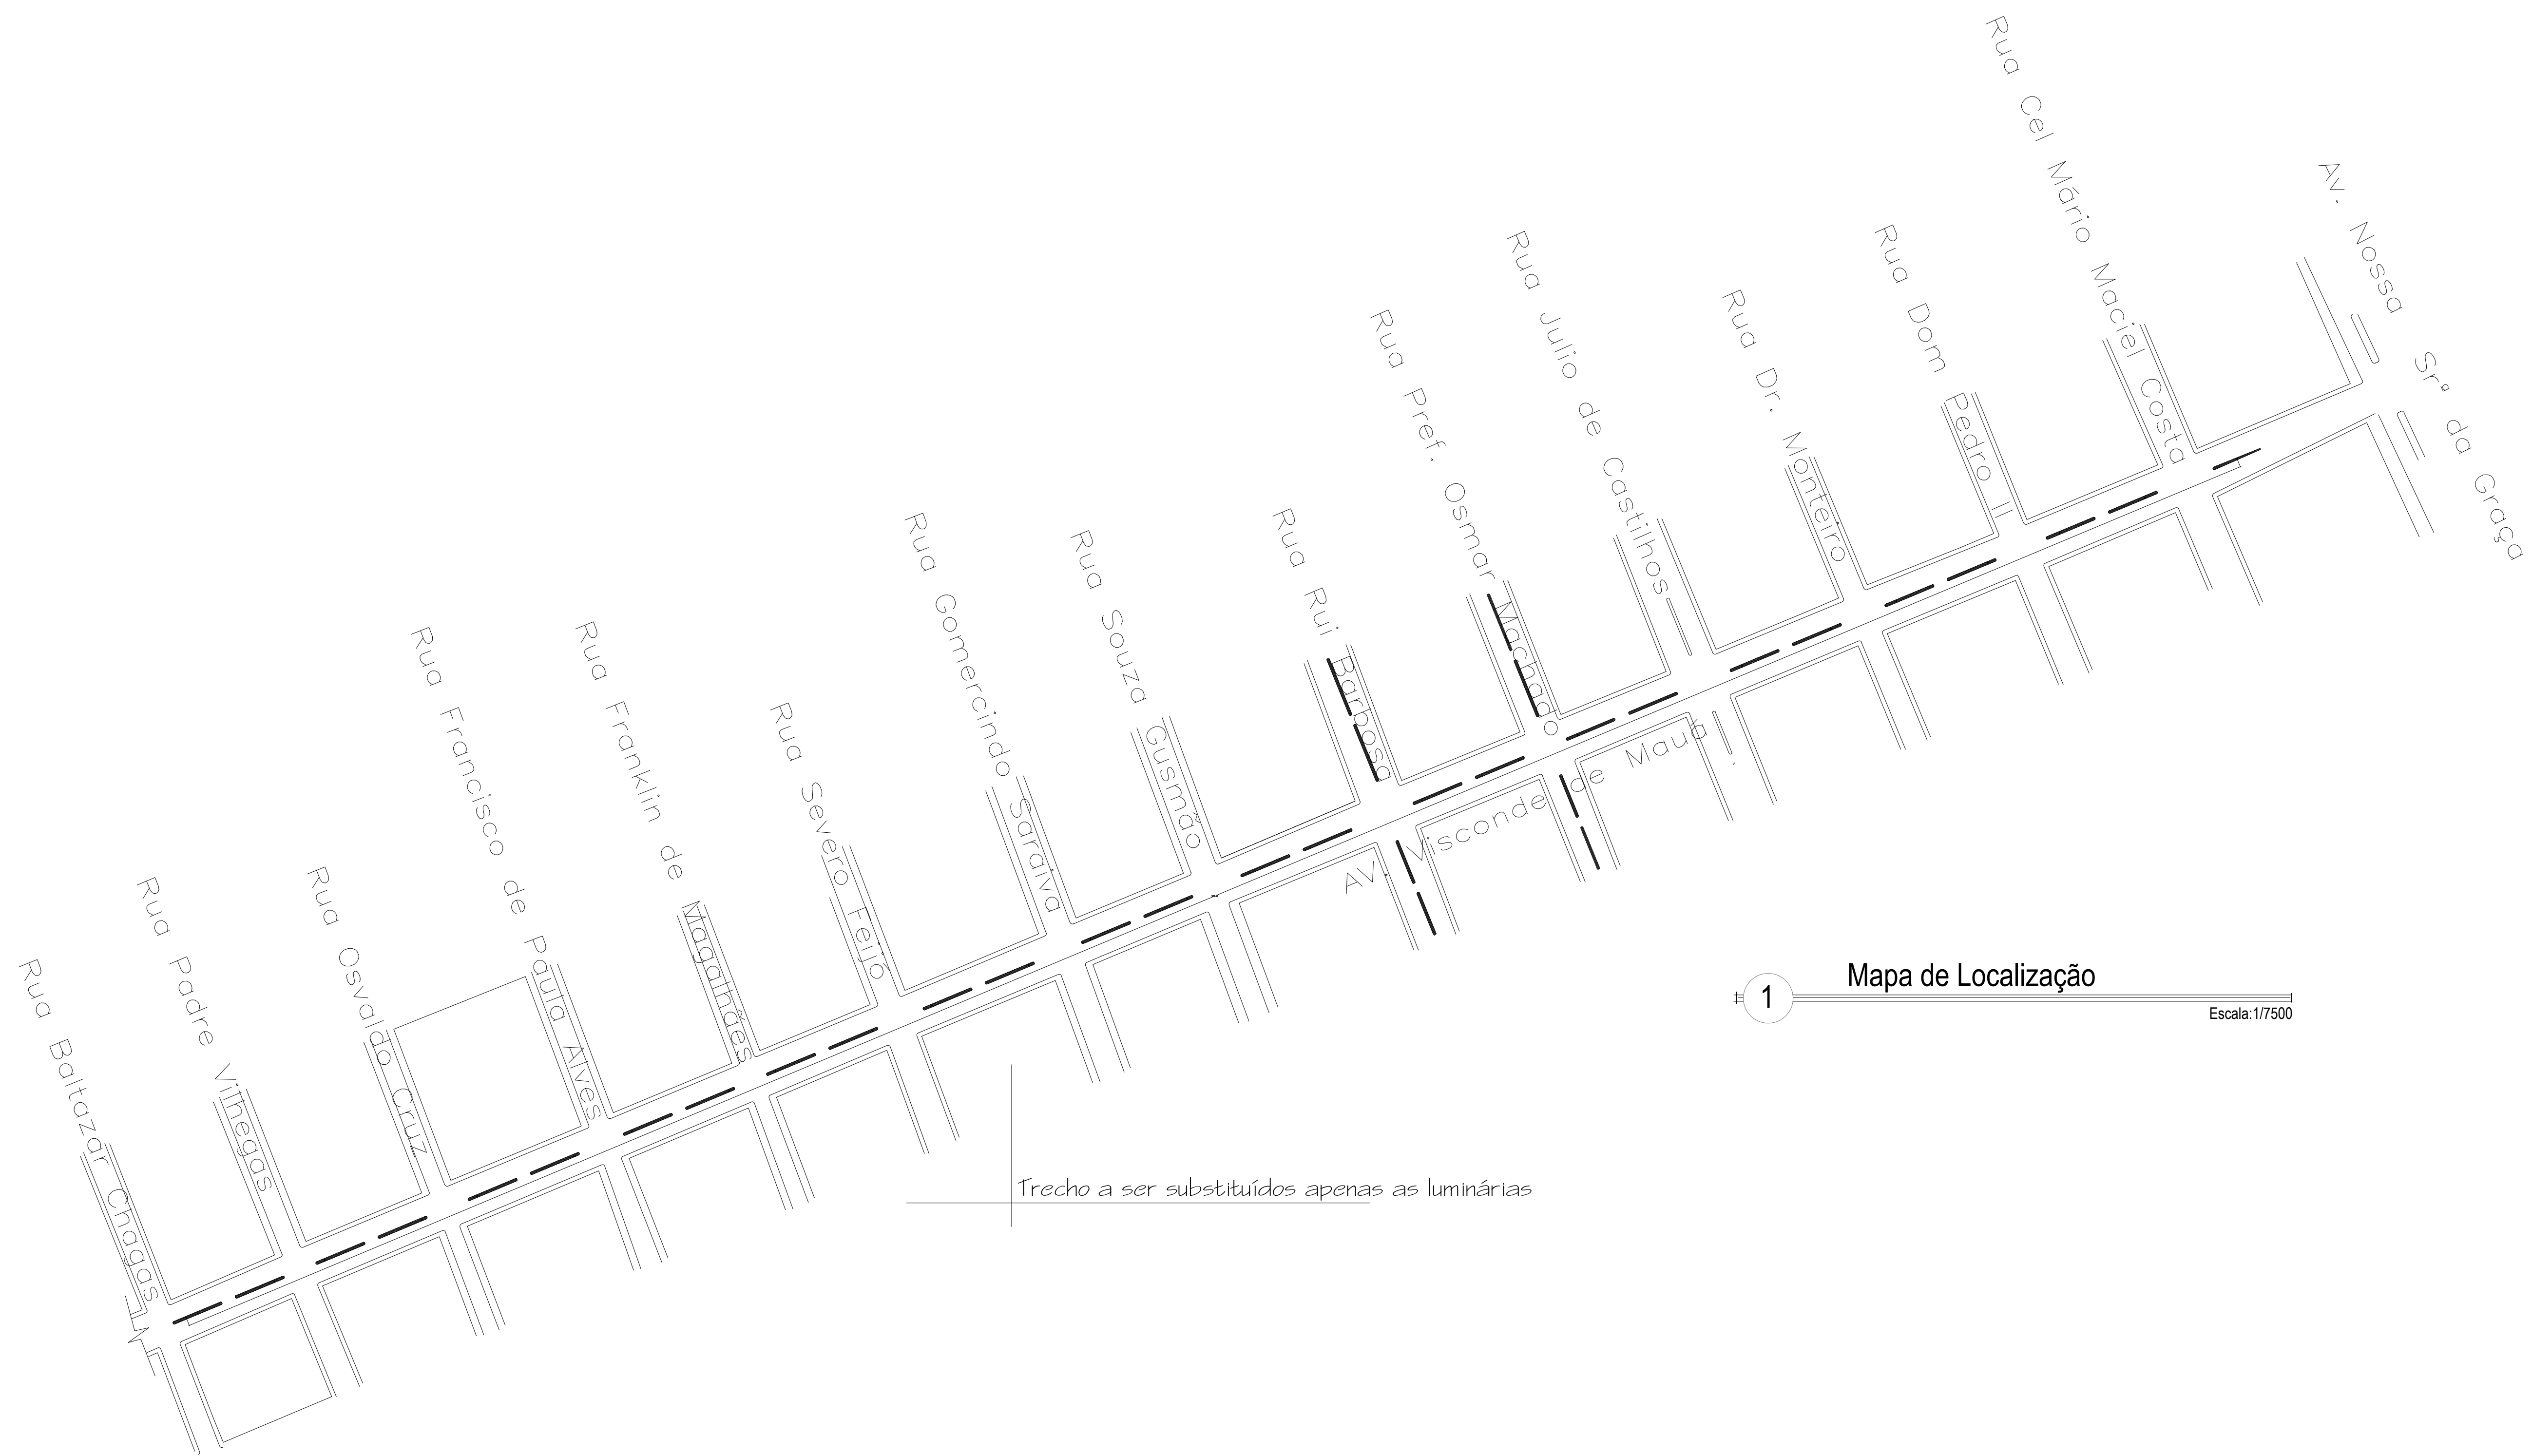 Rua Baltazar Chagas
Rua Padre Vilhegas
Rua Osvaldo Cruz
Rua Francisco de Paula Alves
Rua Franklin de Magalhães
Rua Severo Feijó
Rua Gomercindo Saraiva
Rua Souza Gusmão
Rua Rui Barbosa
Rua Pref. Osmar Machado
Rua Julio de Castilhos
Rua Dr. Monteiro
Rua Dom Pedro II
Rua Cel Mário Maciel Costa
Av. Nossa Srª da Graça
AV. Visconde de Mauá
1
Mapa de Localização
Escala:1/7500
Trecho a ser substituídos apenas as luminárias